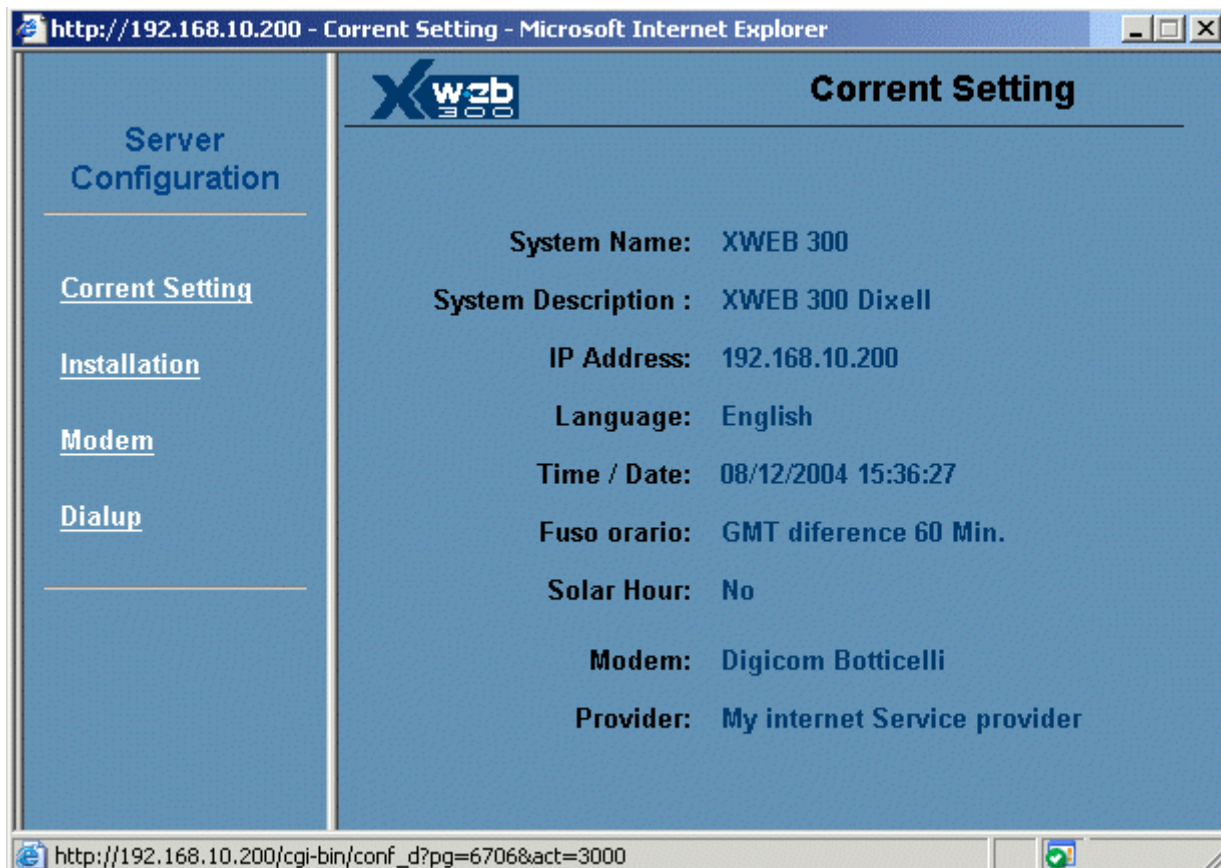 http://192.168.10.200 - Corrent Setting - Microsoft Internet Explorer
Server
Configuration
Corrent Setting
Installation
Modem
Dialup
Xweb
300
Corrent Setting
System Name: XWEB 300
System Description : XWEB 300 Dixell
IP Address: 192.168.10.200
Language: English
Time / Date: 08/12/2004 15:36:27
Fuso orario: GMT diference 60 Min.
Solar Hour: No
Modem: Digicom Botticelli
Provider: My internet Service provider
http://192.168.10.200/cgi-bin/conf_d?pg=6706&act=3000